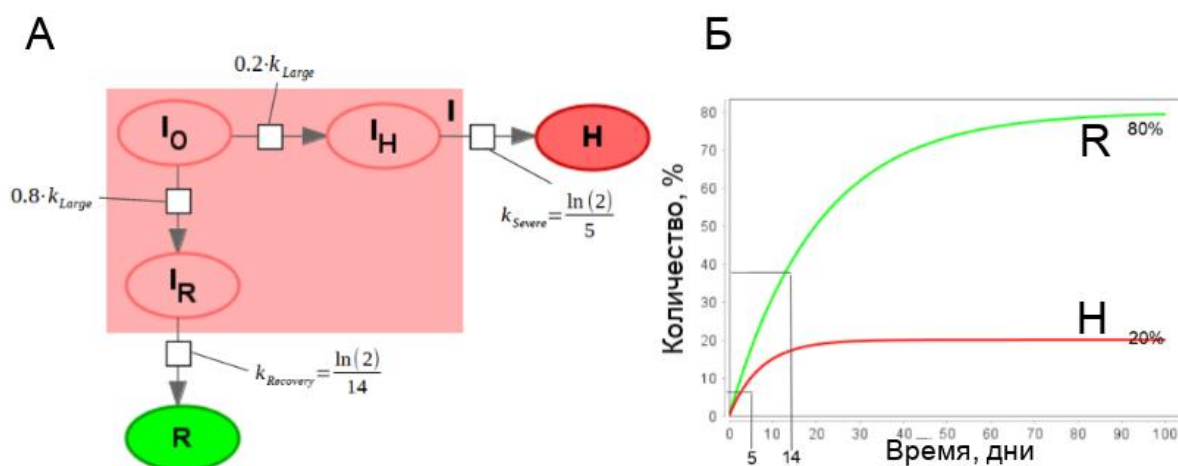 А
0.2·k_Large
I_O
I_H
I
H
0.8·k_Large
k_Severe = ln(2)/5
I_R
k_Recovery = ln(2)/14
R
Б
Количество, %
80
70
60
50
40
30
20
10
0
R
80%
H
20%
0 10 20 30 40 50 60 70 80 90 100
5 14
Время, дни